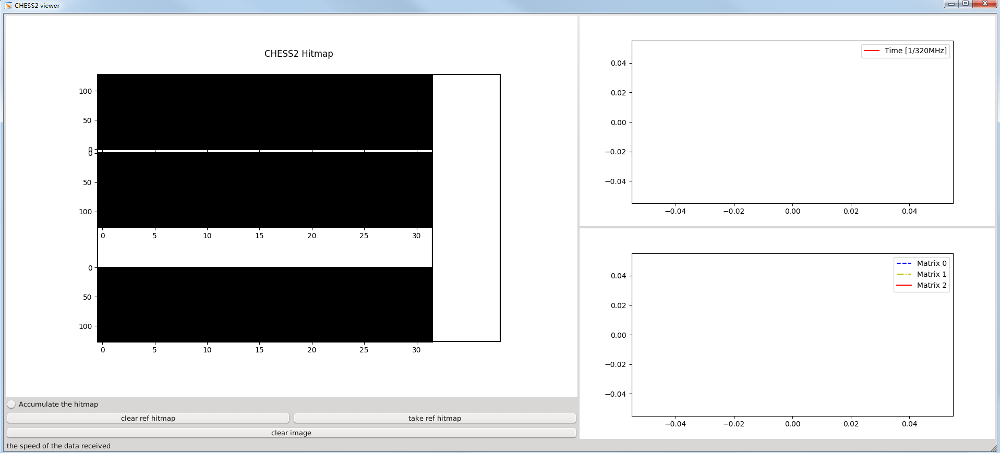 CHESS2 viewer
CHESS2 Hitmap
100
50
0
0
50
100
0 5 10 15 20 25 30
0
50
100
0 5 10 15 20 25 30
Accumulate the hitmap
clear ref hitmap take ref hitmap
clear image
the speed of the data received
Time [1/320MHz]
0.04
0.02
0.00
−0.02
−0.04
−0.04 −0.02 0.00 0.02 0.04
Matrix 0
Matrix 1
Matrix 2
0.04
0.02
0.00
−0.02
−0.04
−0.04 −0.02 0.00 0.02 0.04